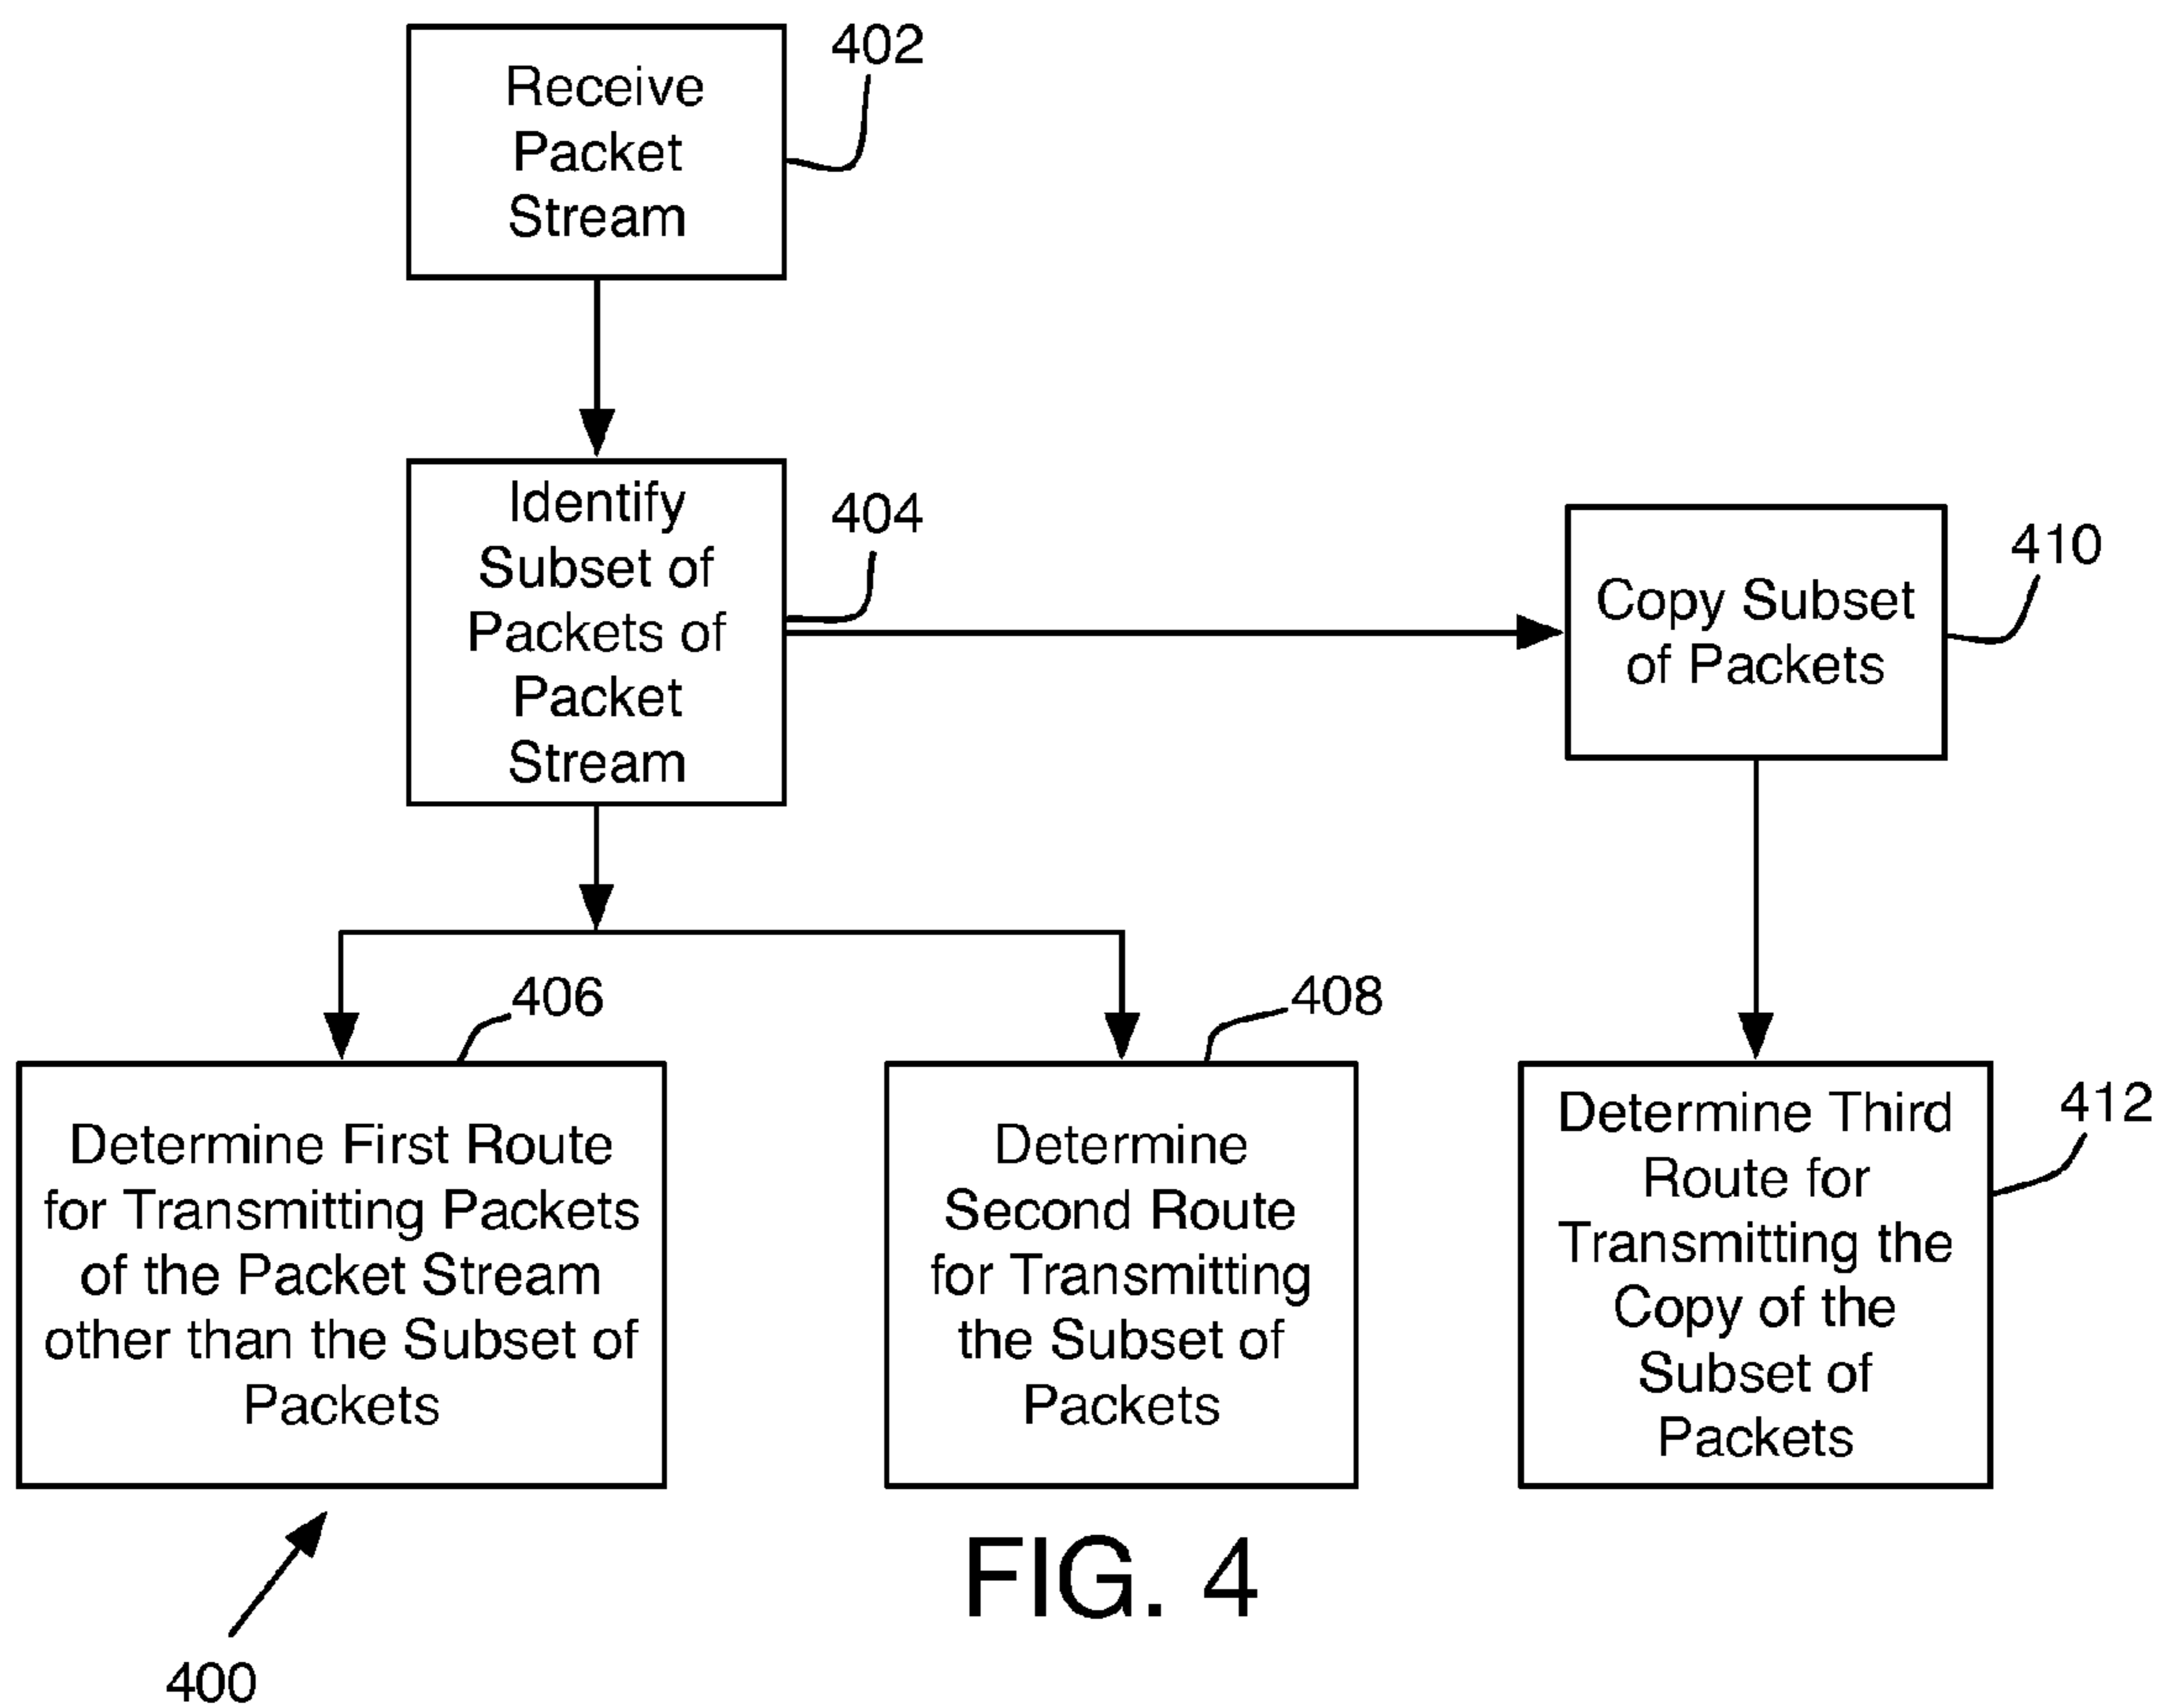 402
Receive
Packet
Stream
404
Identify
Subset of
Packets of
Packet
Stream
410
Copy Subset
of Packets
406
Determine First Route
for Transmitting Packets
of the Packet Stream
other than the Subset of
Packets
408
Determine
Second Route
for Transmitting
the Subset of
Packets
412
Determine Third
Route for
Transmitting the
Copy of the
Subset of
Packets
400
FIG. 4